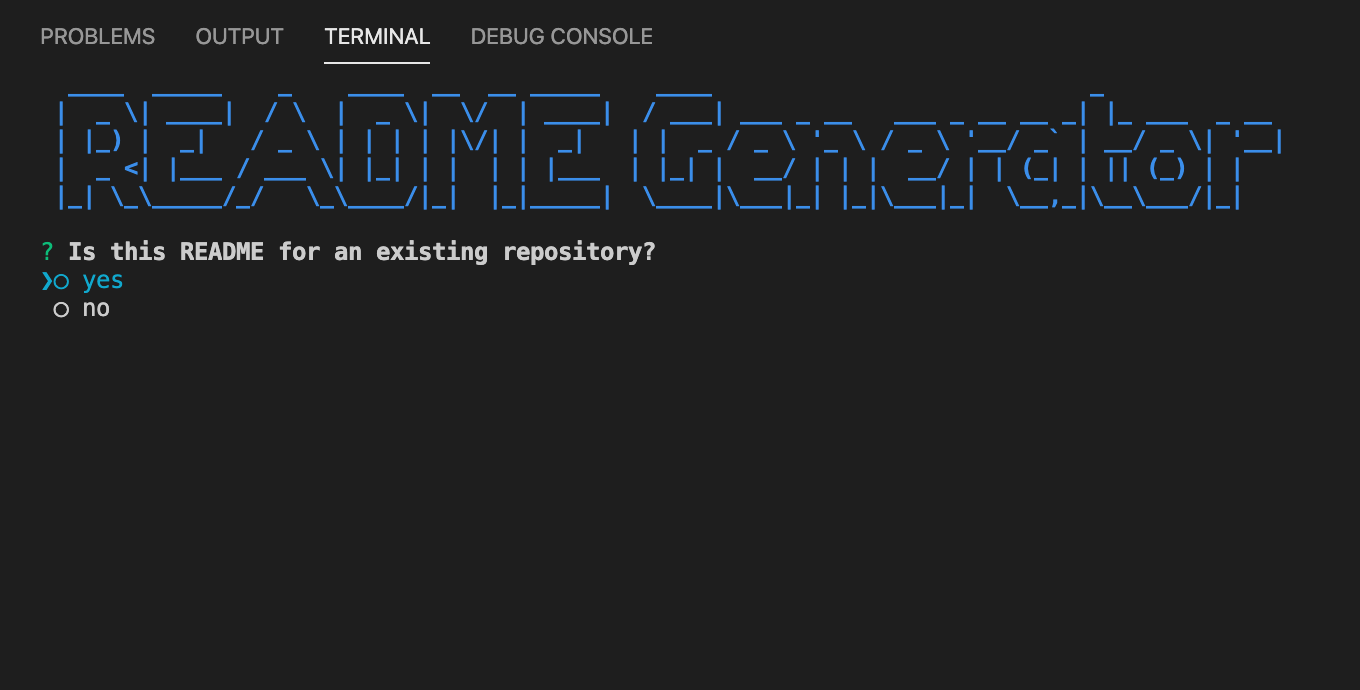 PROBLEMS OUTPUT TERMINAL DEBUG CONSOLE
README Generator
? Is this README for an existing repository?
❯○ yes
○ no